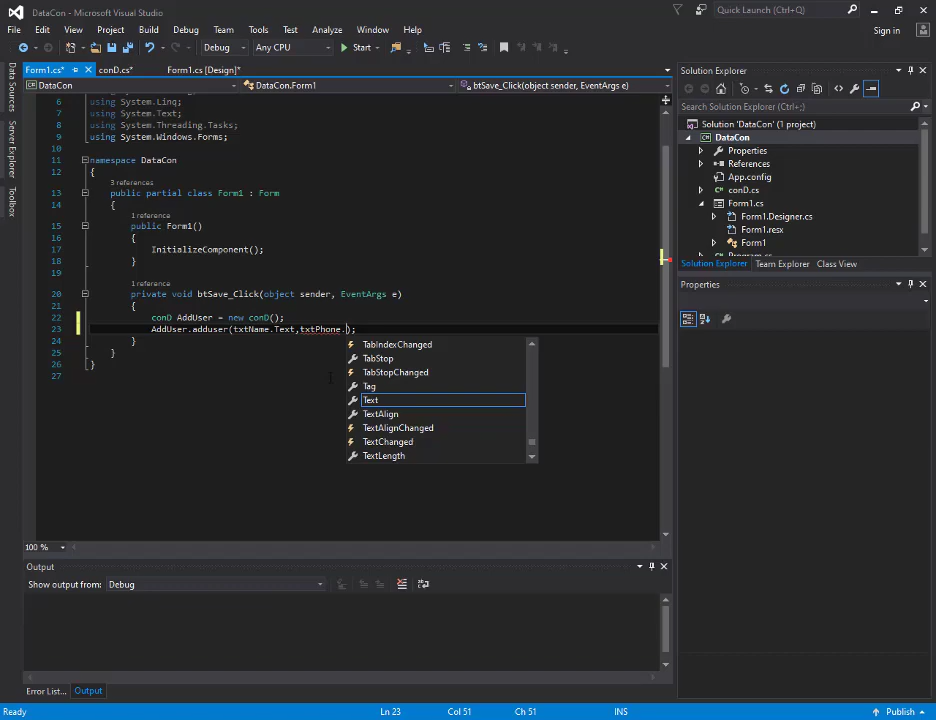 DataCon - Microsoft Visual Studio
Quick Launch (Ctrl+Q)
File Edit View Project Build Debug Team Tools Test Analyze Window Help
Sign in
Debug Any CPU Start
Form1.cs* conD.cs* Form1.cs [Design]*
DataCon DataCon.Form1 btSave_Click(object sender, EventArgs e)
Data Sources
Server Explorer
Toolbox
6 using System.Linq;
7 using System.Text;
8 using System.Threading.Tasks;
9 using System.Windows.Forms;
10
11 namespace DataCon
12 {
3 references
13 public partial class Form1 : Form
14 {
1 reference
15 public Form1()
16 {
17 InitializeComponent();
18 }
19
1 reference
20 private void btSave_Click(object sender, EventArgs e)
21 {
22 conD AddUser = new conD();
23 AddUser.adduser(txtName.Text,txtPhone.);
24 }
25 }
26 }
27
TabIndexChanged
TabStop
TabStopChanged
Tag
Text
TextAlign
TextAlignChanged
TextChanged
TextLength
100 %
Output
Show output from: Debug
Error List... Output
Solution Explorer
Search Solution Explorer (Ctrl+;)
Solution 'DataCon' (1 project)
DataCon
Properties
References
App.config
conD.cs
Form1.cs
Form1.Designer.cs
Form1.resx
Form1
Program.cs
Solution Explorer Team Explorer Class View
Properties
Ready Ln 23 Col 51 Ch 51 INS Publish